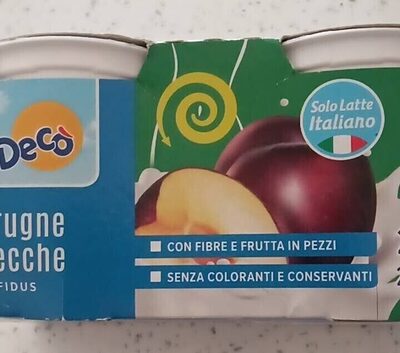 Decò
Solo Latte
Italiano
rugne
ecche
FIDUS
CON FIBRE E FRUTTA IN PEZZI
SENZA COLORANTI E CONSERVANTI